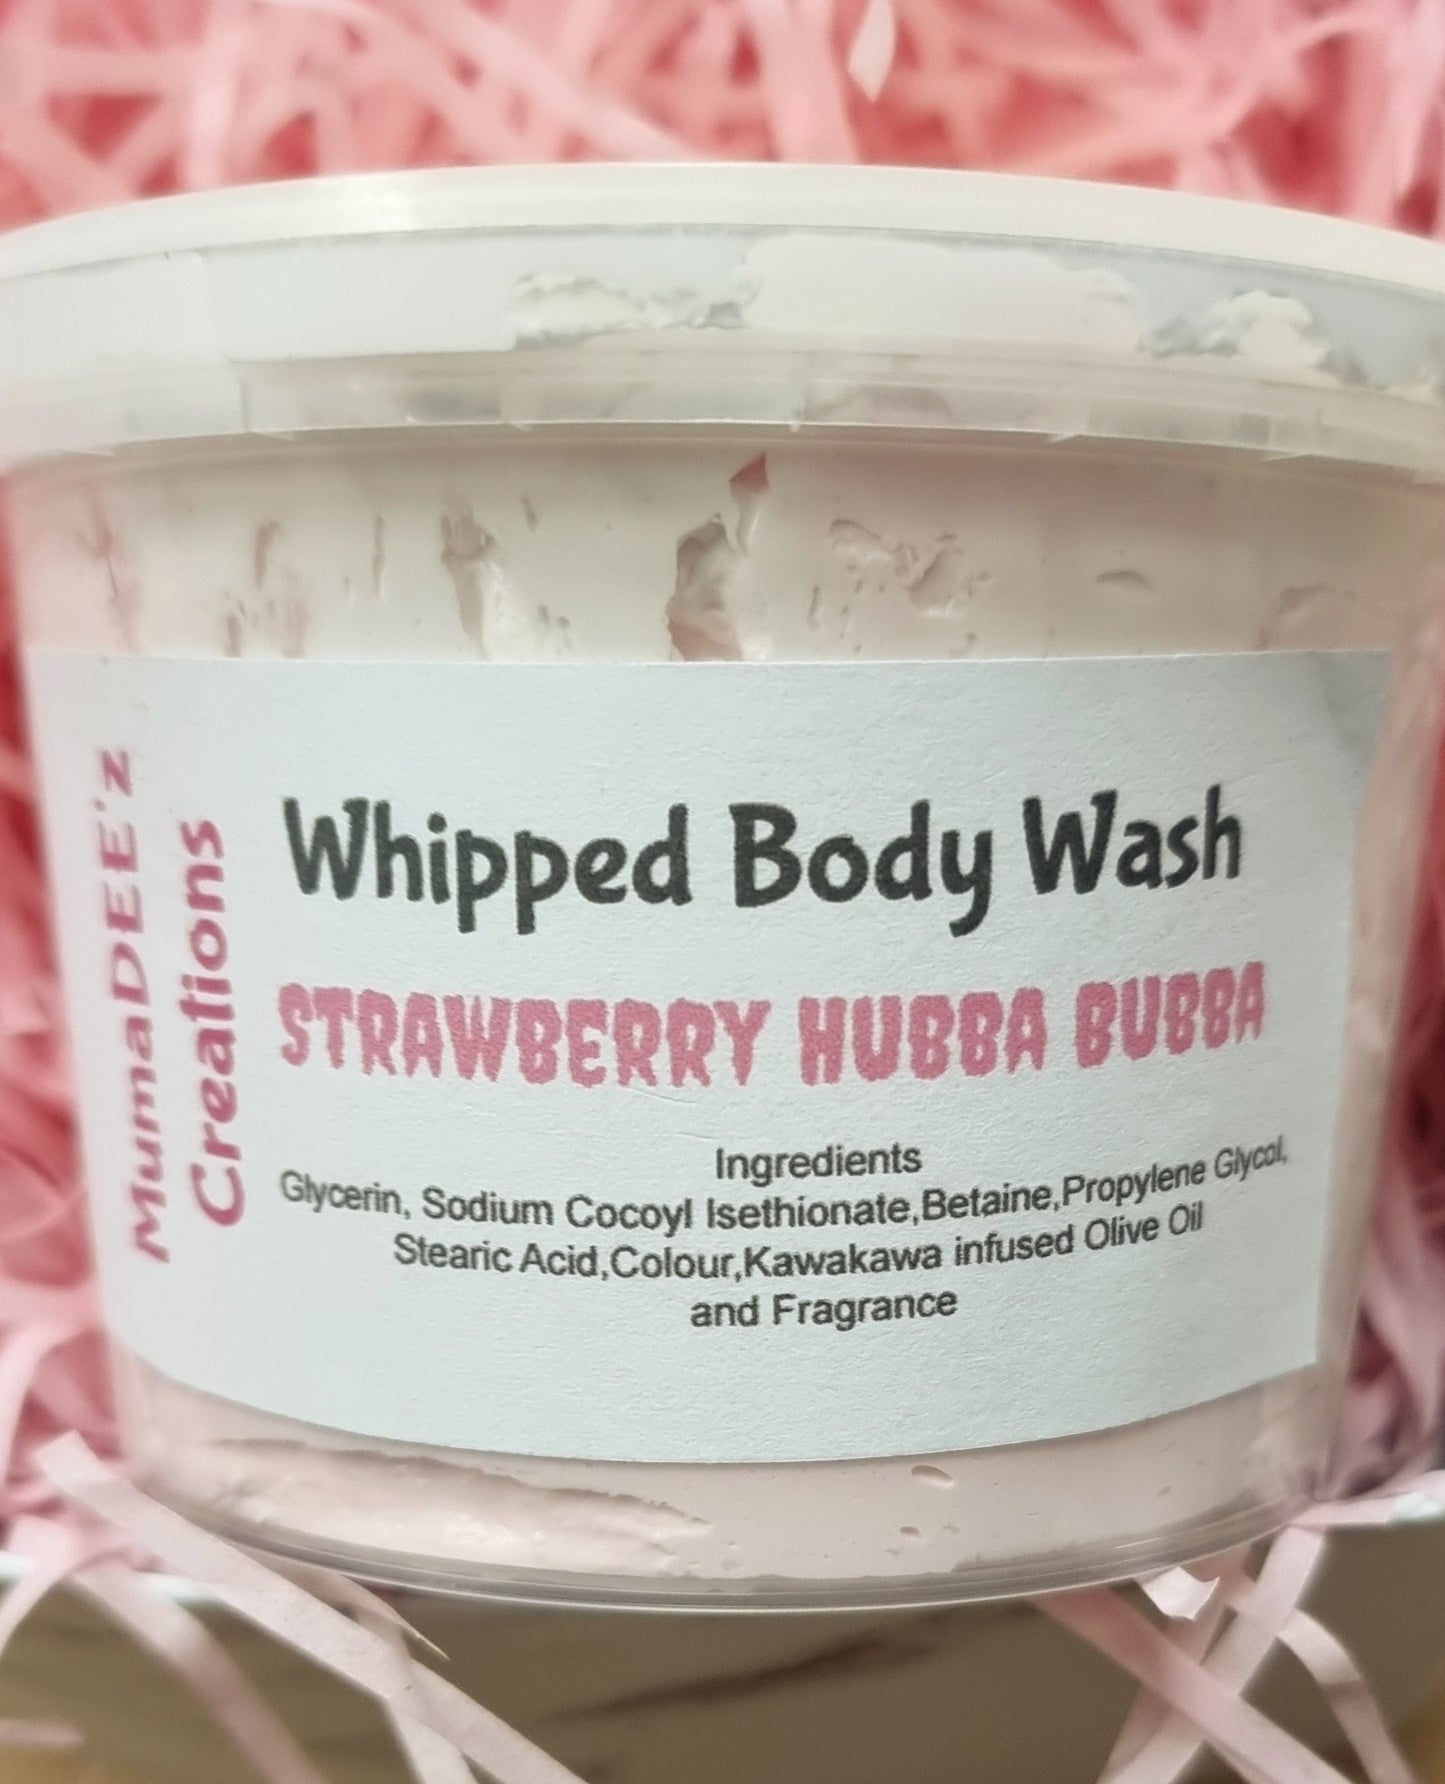 MumaDEE'z
Creations
Whipped Body Wash
STRAWBERRY HUBBA BUBBA
Ingredients
Glycerin, Sodium Cocoyl Isethionate,Betaine,Propylene Glycol,
Stearic Acid,Colour,Kawakawa infused Olive Oil
and Fragrance